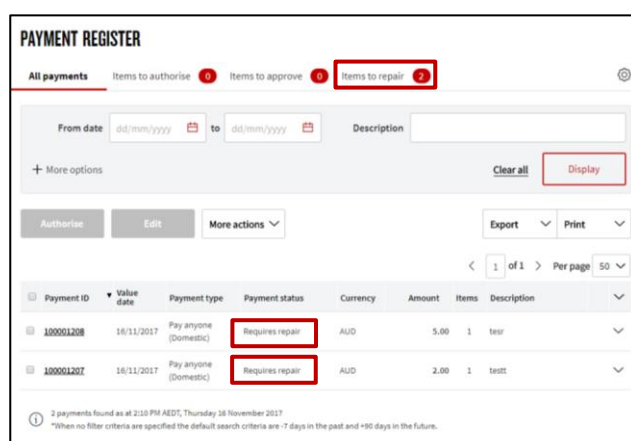 PAYMENT REGISTER
All payments Items to authorise 0 Items to approve 0 Items to repair 2
From date dd/mm/yyyy to dd/mm/yyyy Description
+ More options Clear all Display
Authorise Edit More actions Export Print
< 1 of 1 > Per page 50
Payment ID Value date Payment type Payment status Currency Amount Items Description
100001208 16/11/2017 Pay anyone (Domestic) Requires repair AUD 5.00 1 tesr
100001207 16/11/2017 Pay anyone (Domestic) Requires repair AUD 2.00 1 testt
2 payments found as at 2:10 PM AEDT, Thursday 16 November 2017
*When no filter criteria are specified the default search criteria are -7 days in the past and +90 days in the future.